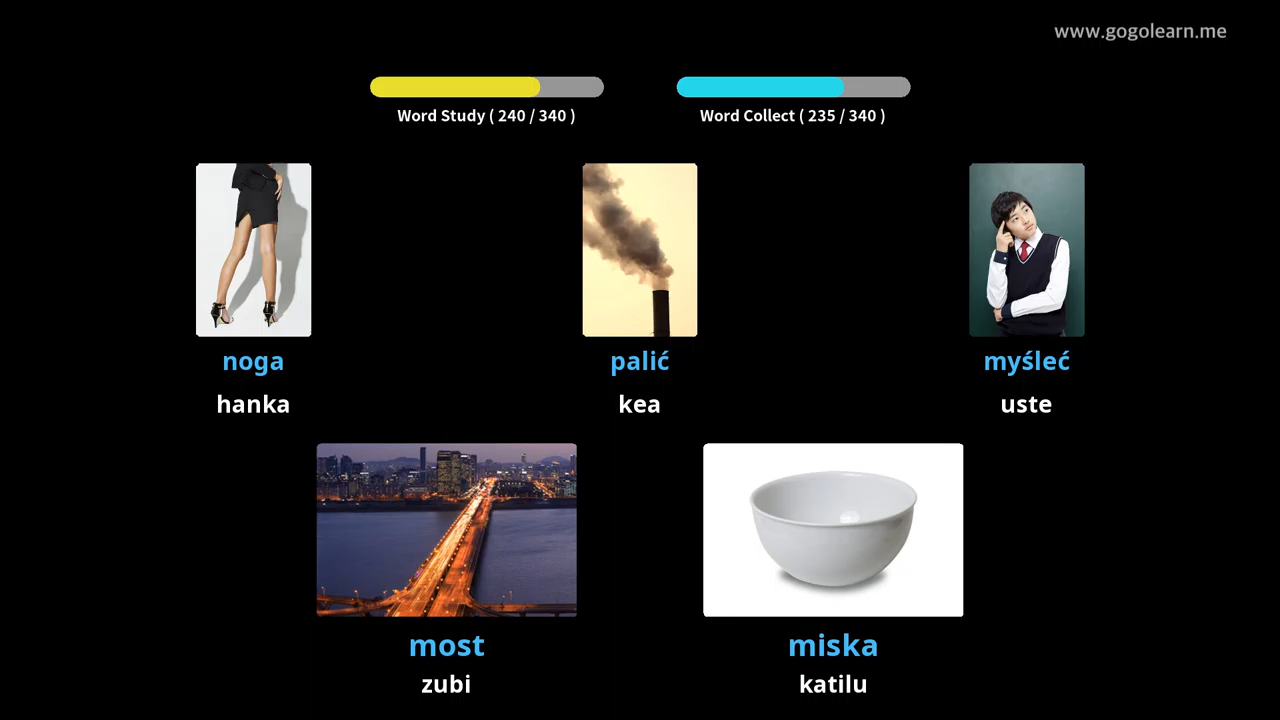 www.gogolearn.me
Word Study ( 240 / 340 )
Word Collect ( 235 / 340 )
noga
palić
myśleć
hanka
kea
uste
most
miska
zubi
katilu